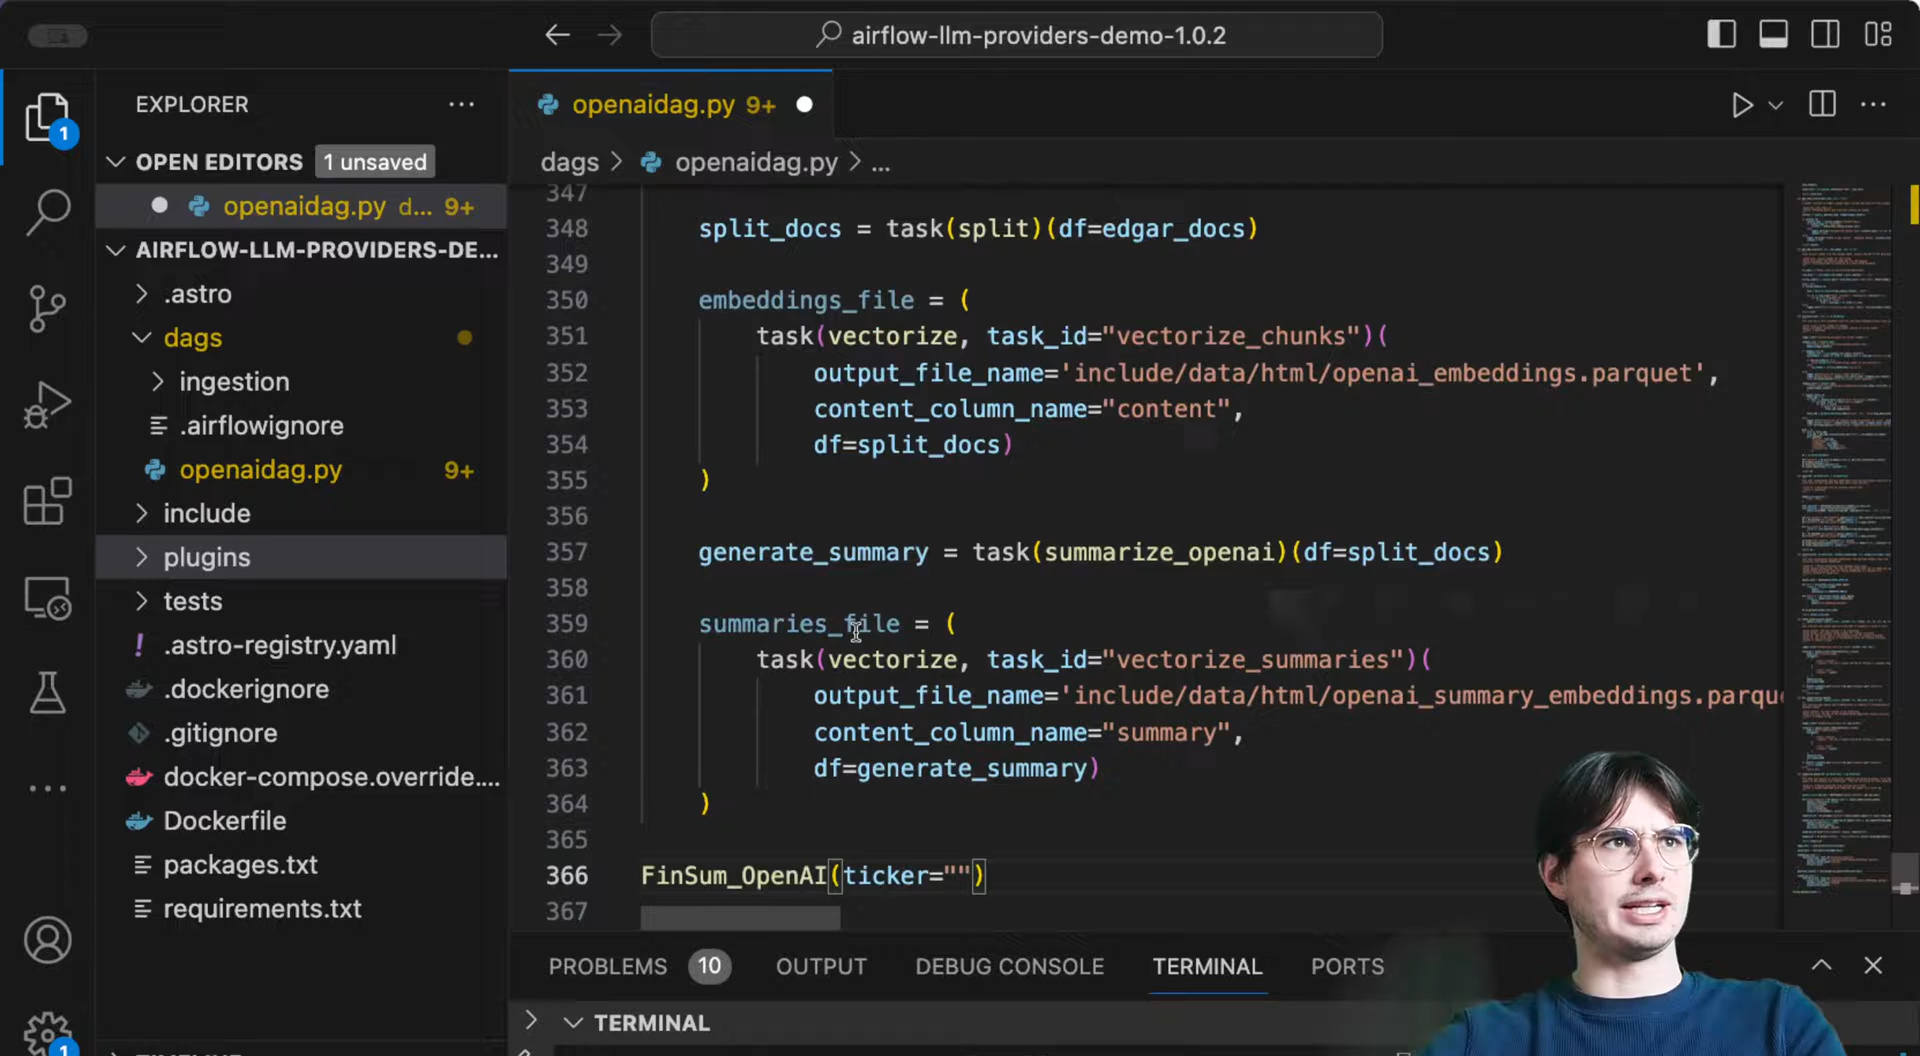 airflow-llm-providers-demo-1.0.2
EXPLORER
OPEN EDITORS 1 unsaved
openaidag.py d... 9+
AIRFLOW-LLM-PROVIDERS-DE...
.astro
dags
ingestion
.airflowignore
openaidag.py 9+
include
plugins
tests
.astro-registry.yaml
.dockerignore
.gitignore
docker-compose.override....
Dockerfile
packages.txt
requirements.txt
1
1
openaidag.py 9+
dags > openaidag.py > ...
347
348 split_docs = task(split)(df=edgar_docs)
349
350 embeddings_file = (
351 task(vectorize, task_id="vectorize_chunks")(
352 output_file_name='include/data/html/openai_embeddings.parquet',
353 content_column_name="content",
354 df=split_docs)
355 )
356
357 generate_summary = task(summarize_openai)(df=split_docs)
358
359 summaries_file = (
360 task(vectorize, task_id="vectorize_summaries")(
361 output_file_name='include/data/html/openai_summary_embeddings.parqu
362 content_column_name="summary",
363 df=generate_summary)
364 )
365
366 FinSum_OpenAI(ticker="")
367
PROBLEMS 10 OUTPUT DEBUG CONSOLE TERMINAL PORTS
TERMINAL